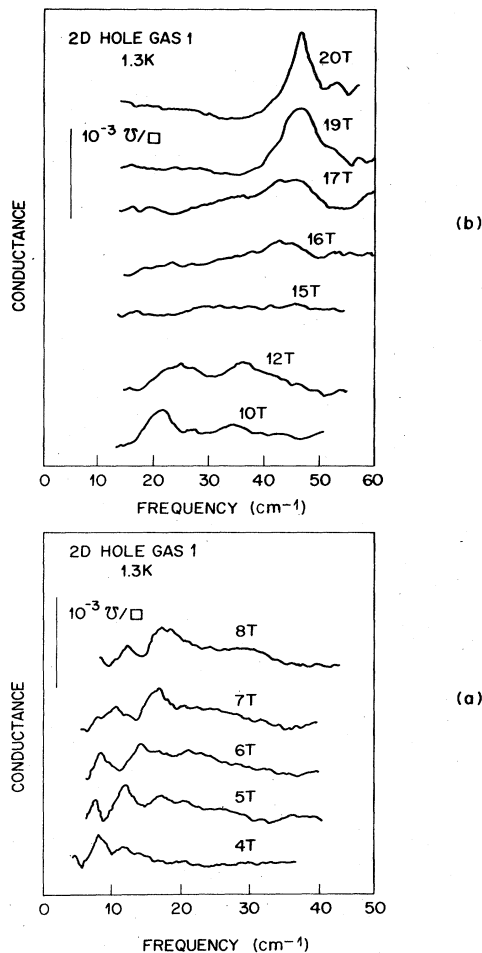 2D HOLE GAS 1
1.3K
20T
10⁻³ ℧/□
19T
17T
16T
15T
12T
10T
CONDUCTANCE
(b)
0 10 20 30 40 50 60
FREQUENCY (cm⁻¹)
2D HOLE GAS 1
1.3K
10⁻³ ℧/□
8T
7T
6T
5T
4T
CONDUCTANCE
(a)
0 10 20 30 40 50
FREQUENCY (cm⁻¹)